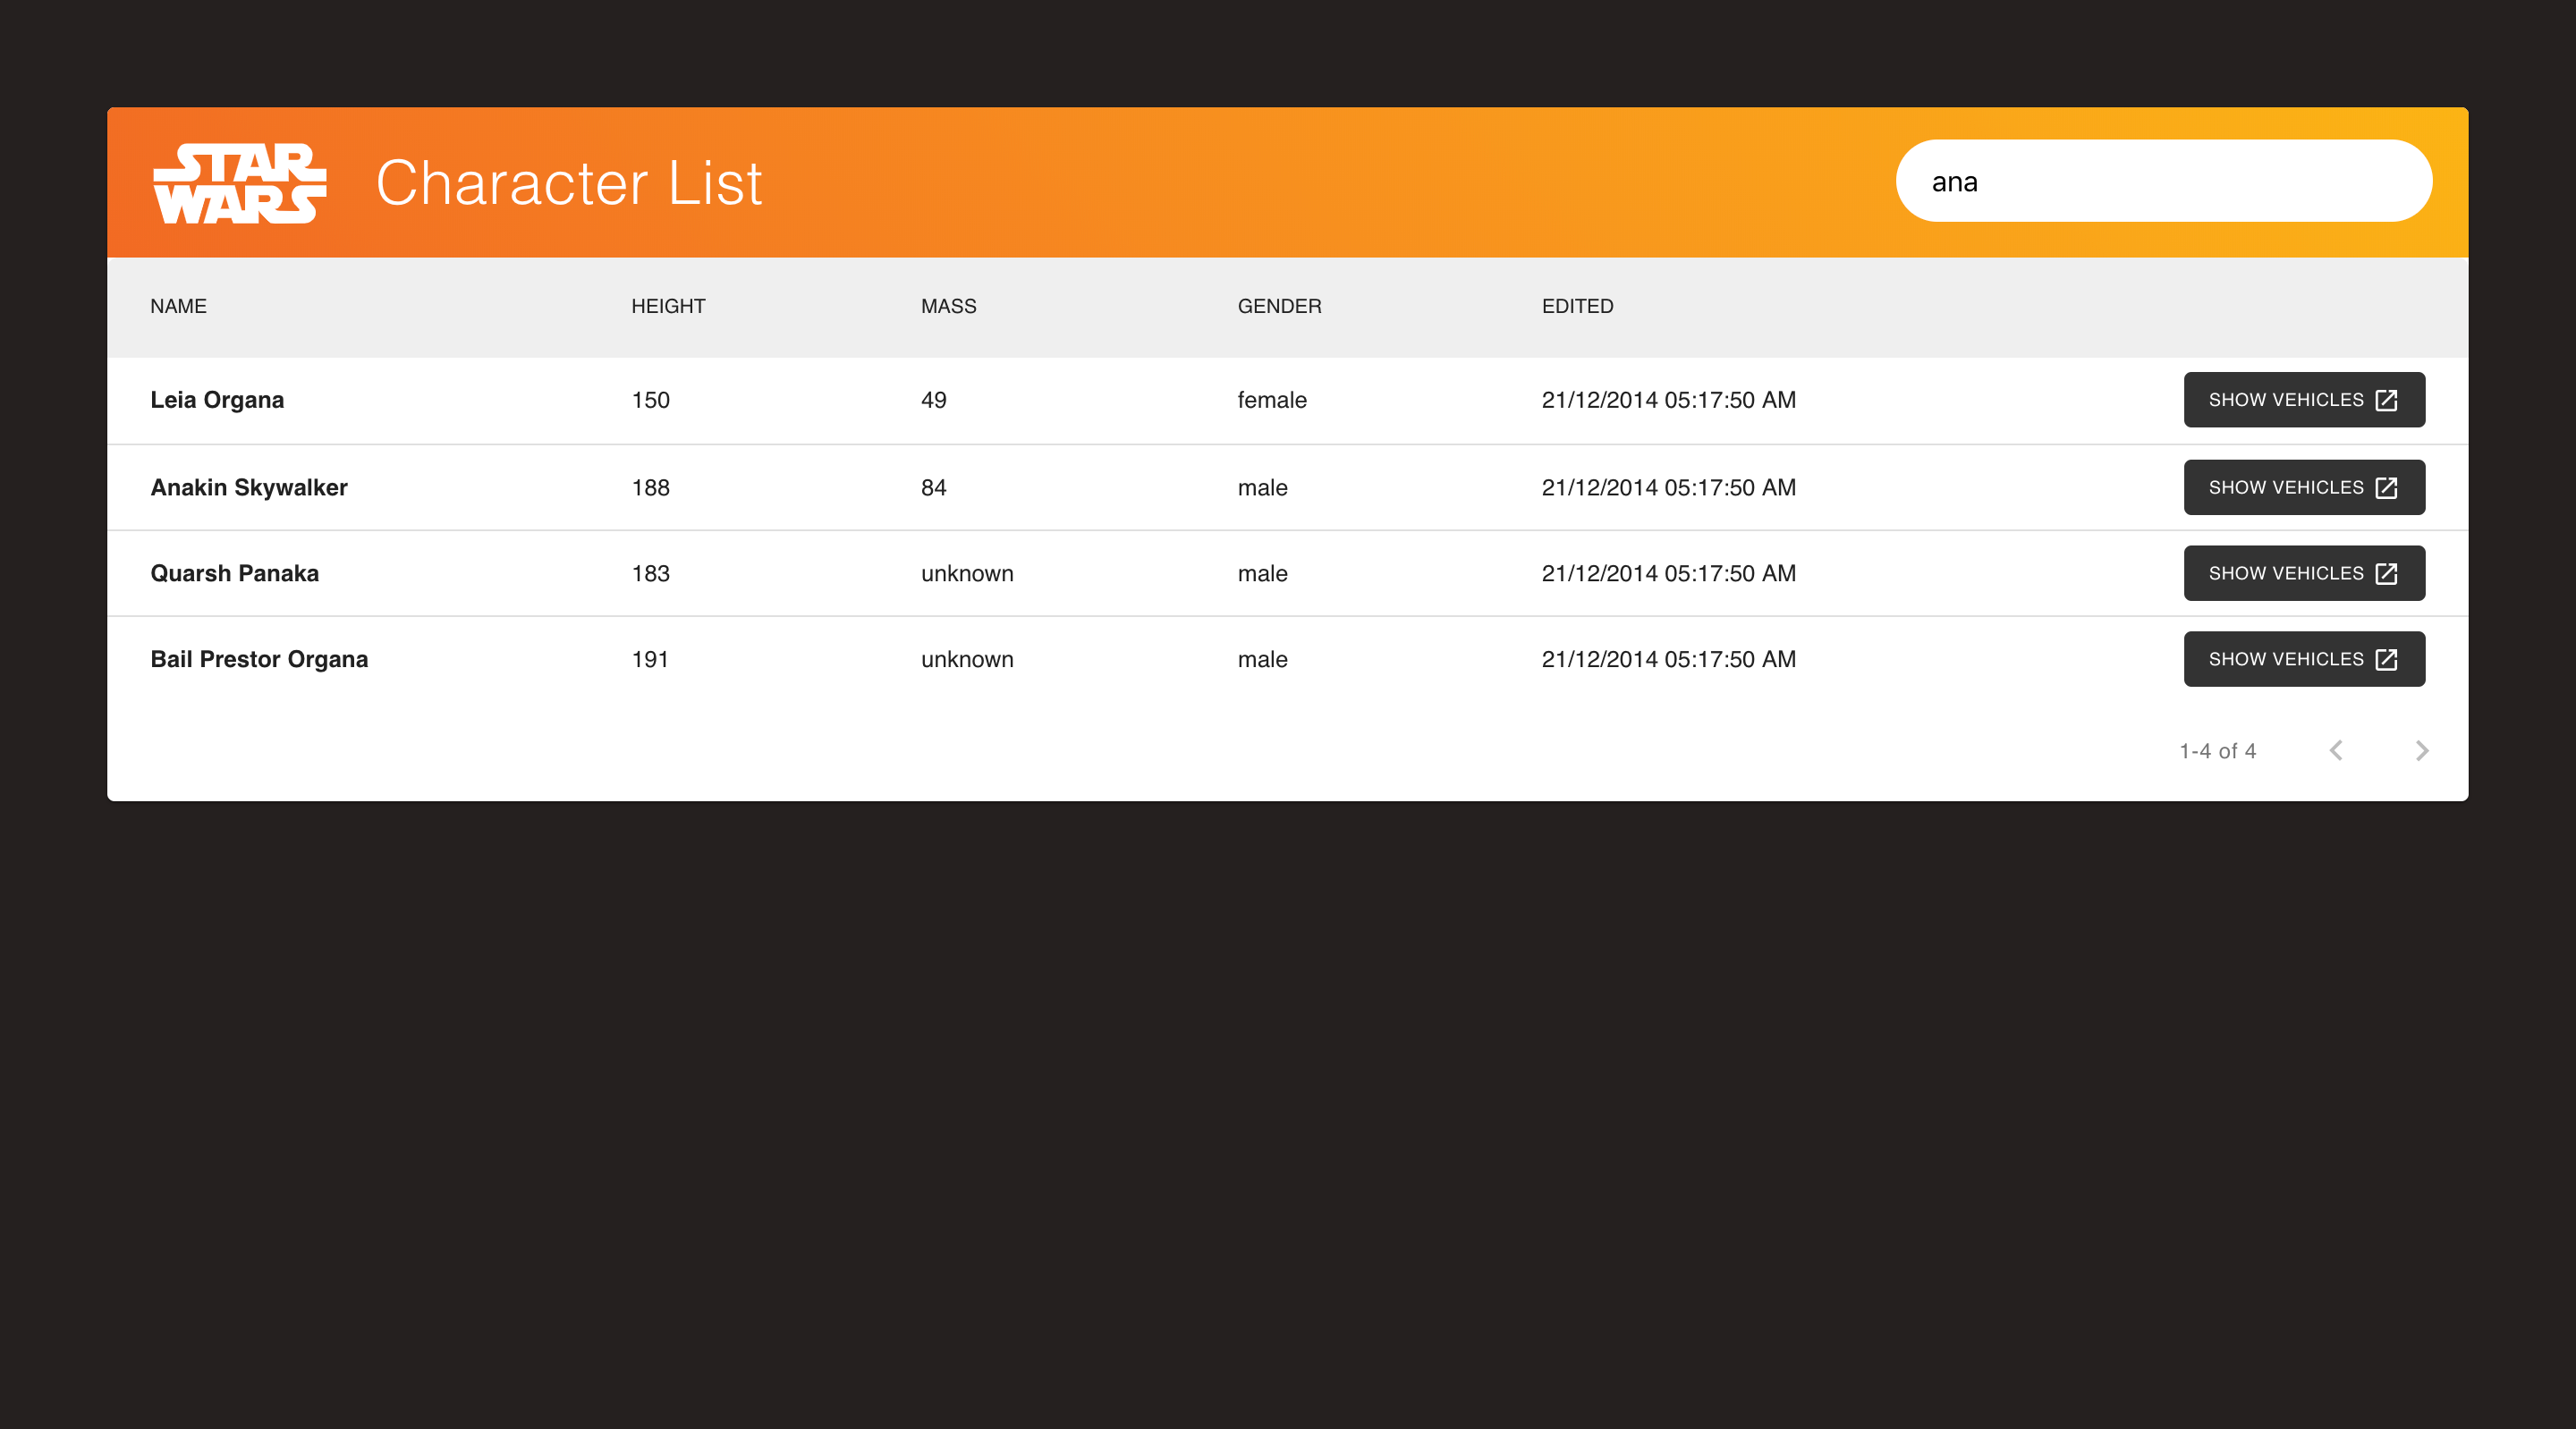 STAR
WARS
Character List
ana
NAME HEIGHT MASS GENDER EDITED
Leia Organa 150 49 female 21/12/2014 05:17:50 AM SHOW VEHICLES
Anakin Skywalker 188 84 male 21/12/2014 05:17:50 AM SHOW VEHICLES
Quarsh Panaka 183 unknown male 21/12/2014 05:17:50 AM SHOW VEHICLES
Bail Prestor Organa 191 unknown male 21/12/2014 05:17:50 AM SHOW VEHICLES
1-4 of 4